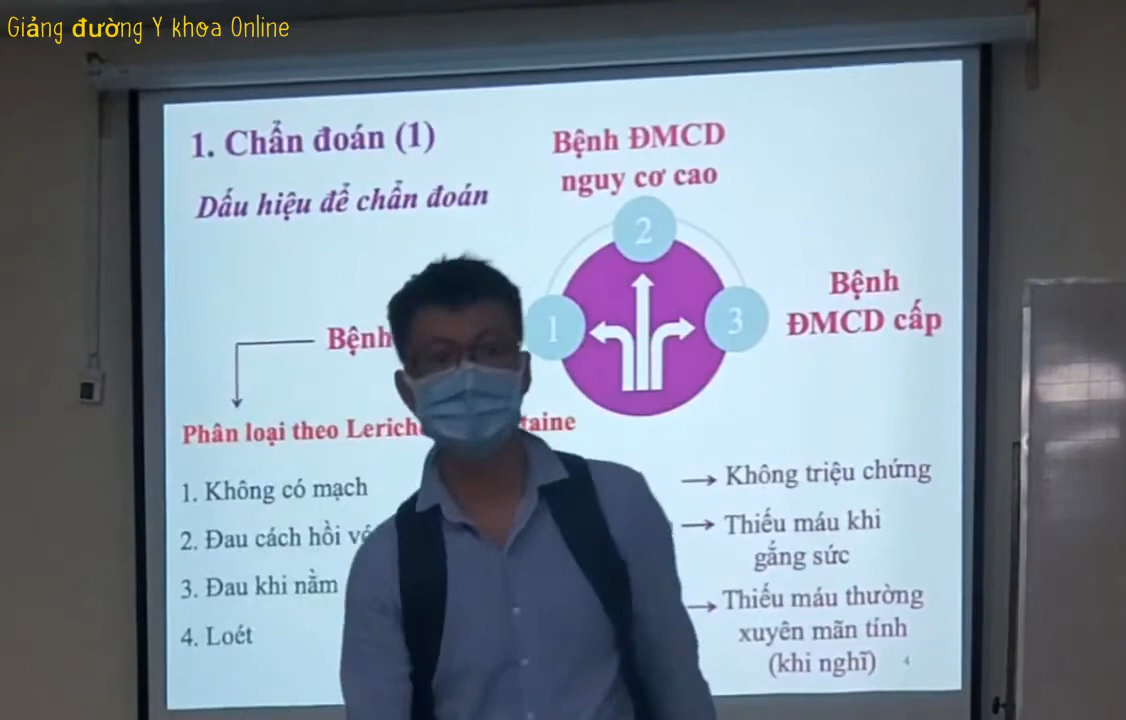 Giảng đường Y khoa Online
1. Chẩn đoán (1)
Dấu hiệu để chẩn đoán
Bệnh ĐMCD
nguy cơ cao
2
1
3
Bệnh
ĐMCD cấp
Bệnh
Phân loại theo Leriche taine
1. Không có mạch
2. Đau cách hồi
3. Đau khi nằm
4. Loét
→ Không triệu chứng
→ Thiếu máu khi
gắng sức
→ Thiếu máu thường
xuyên mãn tính
(khi nghĩ)
4